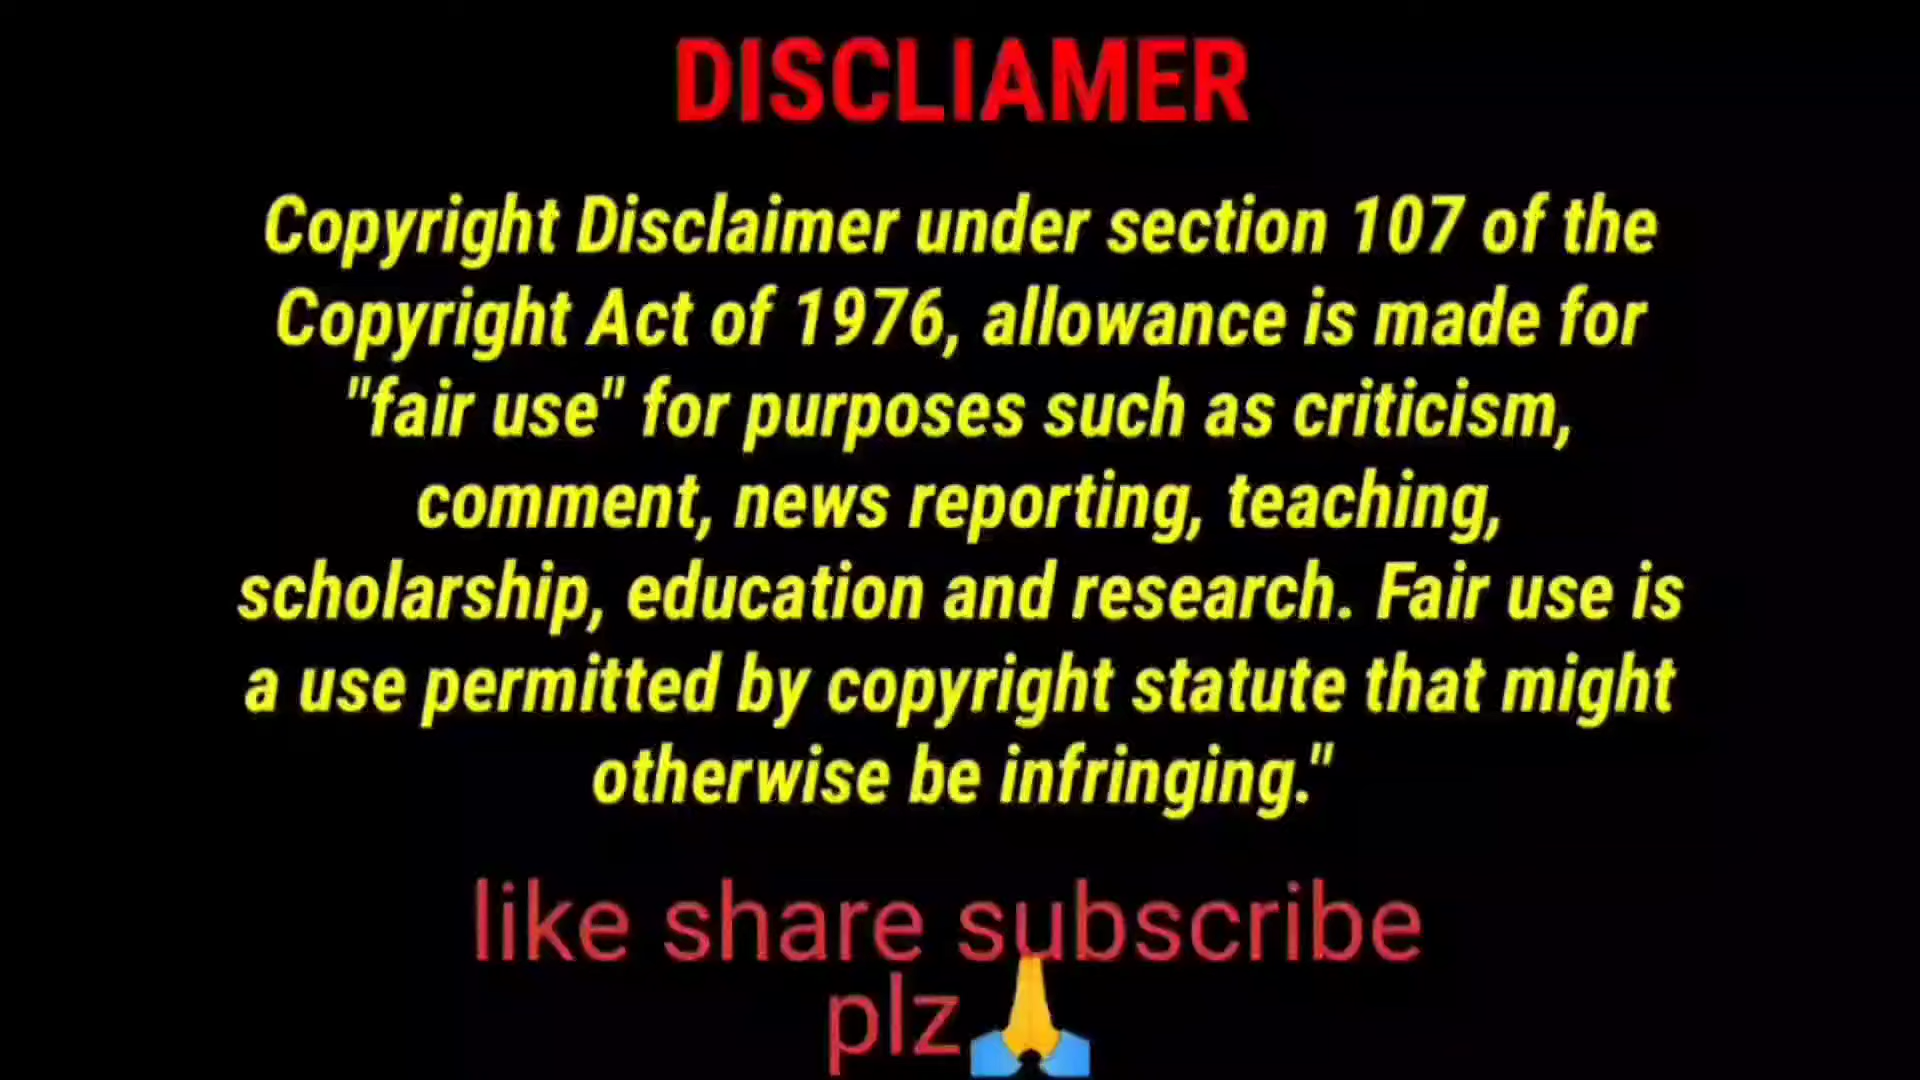 DISCLIAMER
Copyright Disclaimer under section 107 of the
Copyright Act of 1976, allowance is made for
"fair use" for purposes such as criticism,
comment, news reporting, teaching,
scholarship, education and research. Fair use is
a use permitted by copyright statute that might
otherwise be infringing."
like share subscribe
plz🙏